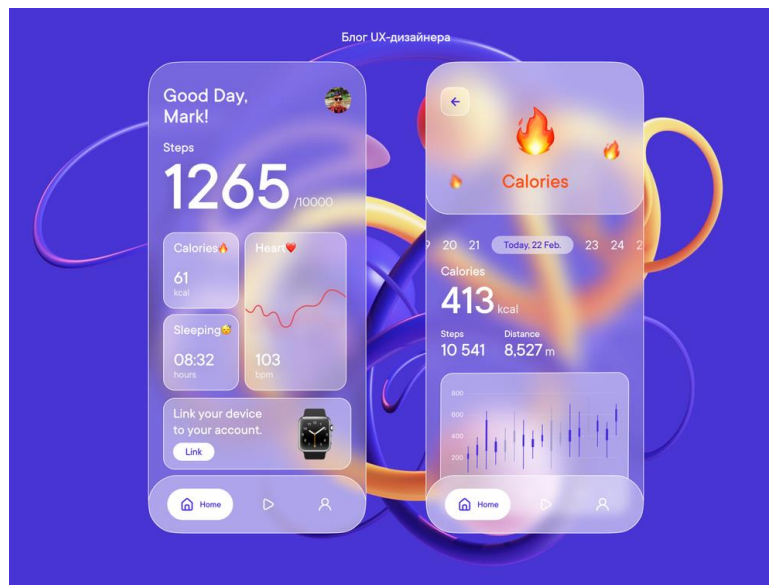 Блог UX-дизайнера
Good Day,
Mark!
Steps
1265 /10000
Calories🔥
61
kcal
Heart❤️
103
bpm
Sleeping😴
08:32
hours
Link your device
to your account.
Link
Home
Calories
20 21 Today, 22 Feb. 23 24
Calories
413 kcal
Steps
10 541
Distance
8,527 m
800
600
400
200
Home